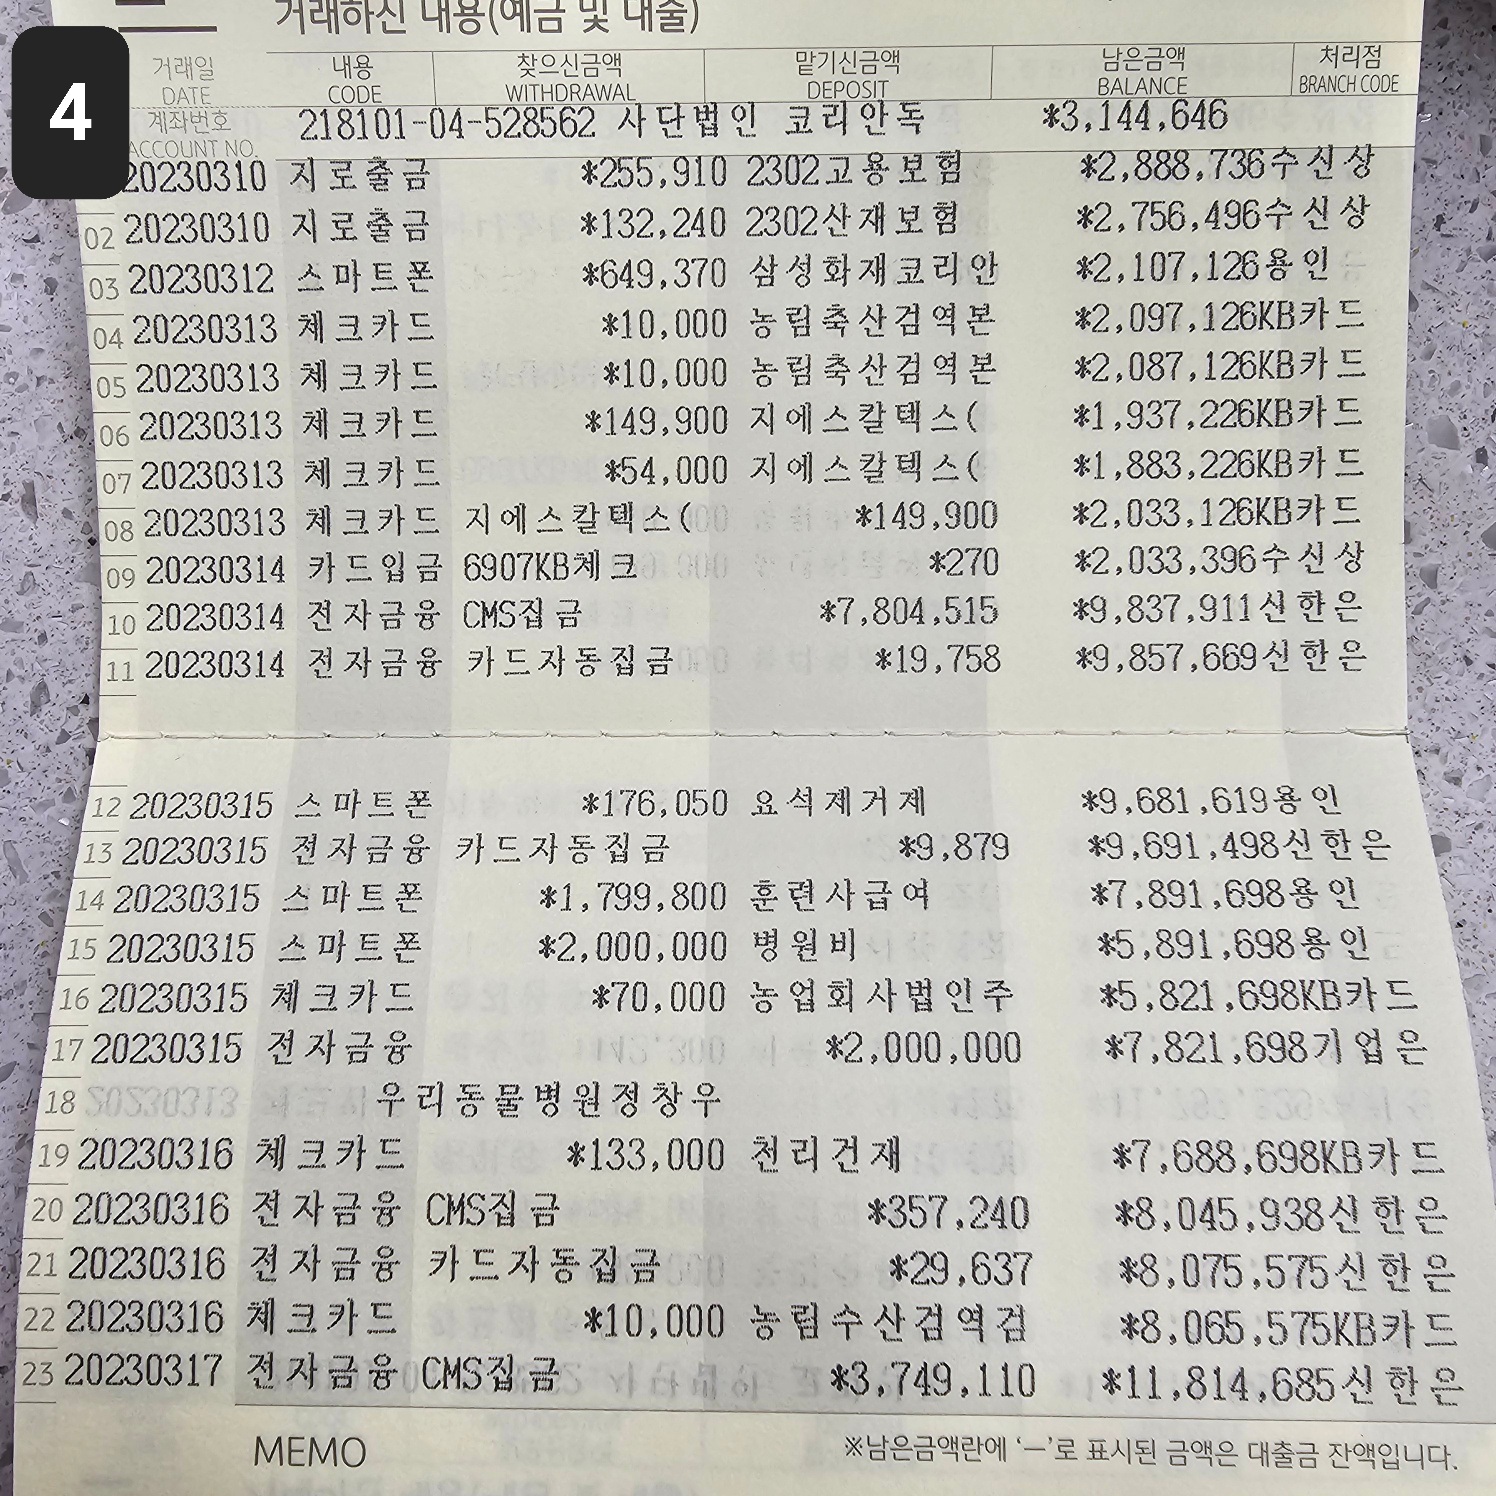 4
거래하신 내용(예금 및 대출)
거래일 내용 찾으신금액 맡기신금액 남은금액 처리점
DATE CODE WITHDRAWAL DEPOSIT BALANCE BRANCH CODE
계좌번호 218101-04-528562 사단법인 코리안독 *3,144,646
ACCOUNT NO.
20230310 지로출금 *255,910 2302고용보험 *2,888,736수신상
02 20230310 지로출금 *132,240 2302산재보험 *2,756,496수신상
03 20230312 스마트폰 *649,370 삼성화재코리안 *2,107,126용인
04 20230313 체크카드 *10,000 농림축산검역본 *2,097,126KB카드
05 20230313 체크카드 *10,000 농림축산검역본 *2,087,126KB카드
06 20230313 체크카드 *149,900 지에스칼텍스( *1,937,226KB카드
07 20230313 체크카드 *54,000 지에스칼텍스( *1,883,226KB카드
08 20230313 체크카드 지에스칼텍스( *149,900 *2,033,126KB카드
09 20230314 카드입금 6907KB체크 *270 *2,033,396수신상
10 20230314 전자금융 CMS집금 *7,804,515 *9,837,911신한은
11 20230314 전자금융 카드자동집금 *19,758 *9,857,669신한은
12 20230315 스마트폰 *176,050 요석제거제 *9,681,619용인
13 20230315 전자금융 카드자동집금 *9,879 *9,691,498신한은
14 20230315 스마트폰 *1,799,800 훈련사급여 *7,891,698용인
15 20230315 스마트폰 *2,000,000 병원비 *5,891,698용인
16 20230315 체크카드 *70,000 농업회사법인주 *5,821,698KB카드
17 20230315 전자금융 *2,000,000 *7,821,698기업은
18 우리동물병원정창우
19 20230316 체크카드 *133,000 천리건재 *7,688,698KB카드
20 20230316 전자금융 CMS집금 *357,240 *8,045,938신한은
21 20230316 전자금융 카드자동집금 *29,637 *8,075,575신한은
22 20230316 체크카드 *10,000 농림수산검역검 *8,065,575KB카드
23 20230317 전자금융 CMS집금 *3,749,110 *11,814,685신한은
MEMO ※남은금액란에 ‘ー’로 표시된 금액은 대출금 잔액입니다.